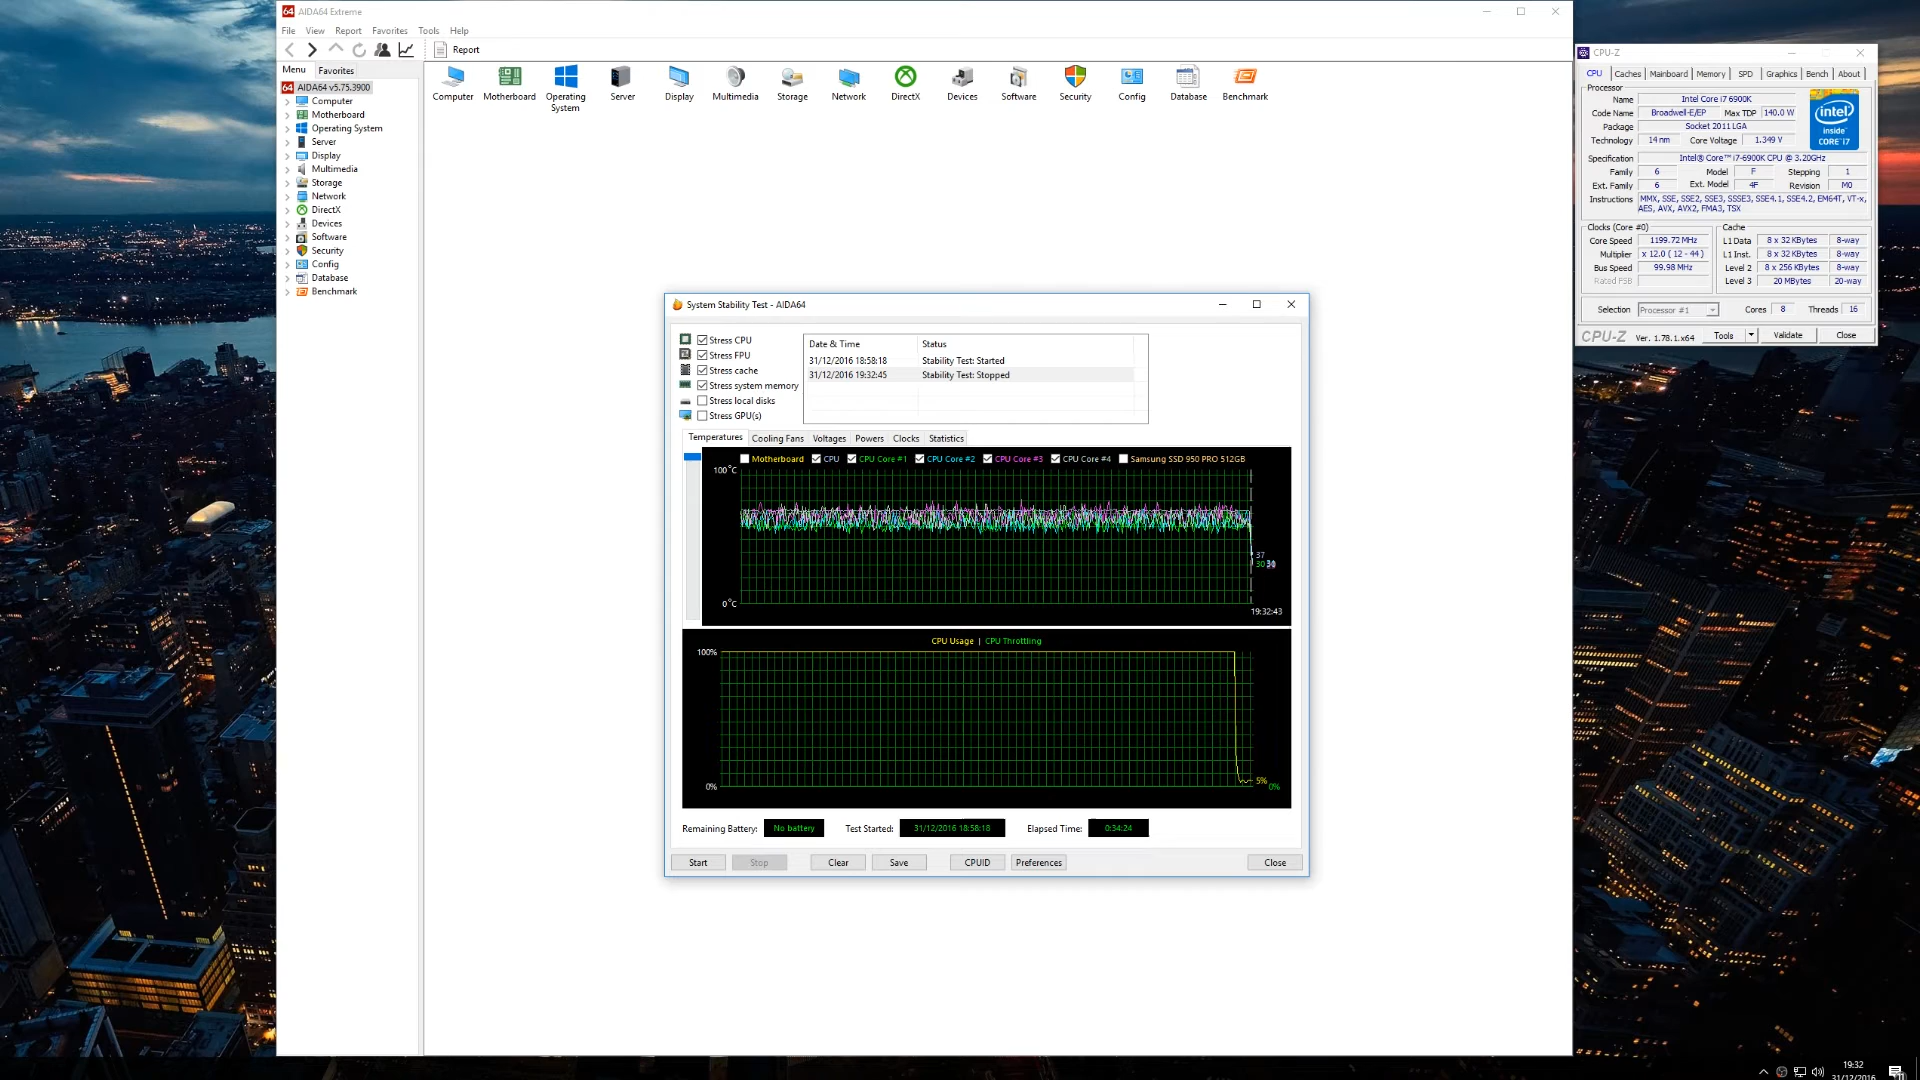 64 AIDA64 Extreme
File View Report Favorites Tools Help
Report
Menu Favorites
64 AIDA64 v5.75.3900
Computer
Motherboard
Operating System
Server
Display
Multimedia
Storage
Network
DirectX
Devices
Software
Security
Config
Database
Benchmark
Computer Motherboard Operating System Server Display Multimedia Storage Network DirectX Devices Software Security Config Database Benchmark
System Stability Test - AIDA64
Stress CPU
Stress FPU
Stress cache
Stress system memory
Stress local disks
Stress GPU(s)
Date & Time Status
31/12/2016 18:58:18 Stability Test: Started
31/12/2016 19:32:45 Stability Test: Stopped
Temperatures Cooling Fans Voltages Powers Clocks Statistics
Motherboard CPU CPU Core #1 CPU Core #2 CPU Core #3 CPU Core #4 Samsung SSD 950 PRO 512GB
100°C
37
30
0°C
19:32:43
CPU Usage | CPU Throttling
100%
5%
0% 0%
Remaining Battery: No battery Test Started: 31/12/2016 18:58:18 Elapsed Time: 0:34:24
Start Stop Clear Save CPUID Preferences Close
CPU-Z
CPU Caches Mainboard Memory SPD Graphics Bench About
Processor
Name Intel Core i7 6900K
Code Name Broadwell-E/EP Max TDP 140.0 W
Package Socket 2011 LGA
Technology 14 nm Core Voltage 1.349 V
intel inside CORE i7
Specification Intel® Core™ i7-6900K CPU @ 3.20GHz
Family 6 Model F Stepping 1
Ext. Family 6 Ext. Model 4F Revision M0
Instructions MMX, SSE, SSE2, SSE3, SSSE3, SSE4.1, SSE4.2, EM64T, VT-x,
AES, AVX, AVX2, FMA3, TSX
Clocks (Core #0) Cache
Core Speed 1199.72 MHz L1 Data 8 x 32 KBytes 8-way
Multiplier x 12.0 ( 12 - 44 ) L1 Inst. 8 x 32 KBytes 8-way
Bus Speed 99.98 MHz Level 2 8 x 256 KBytes 8-way
Rated FSB Level 3 20 MBytes 20-way
Selection Processor #1 Cores 8 Threads 16
CPU-Z Ver. 1.78.1.x64 Tools Validate Close
19:32
31/12/2016